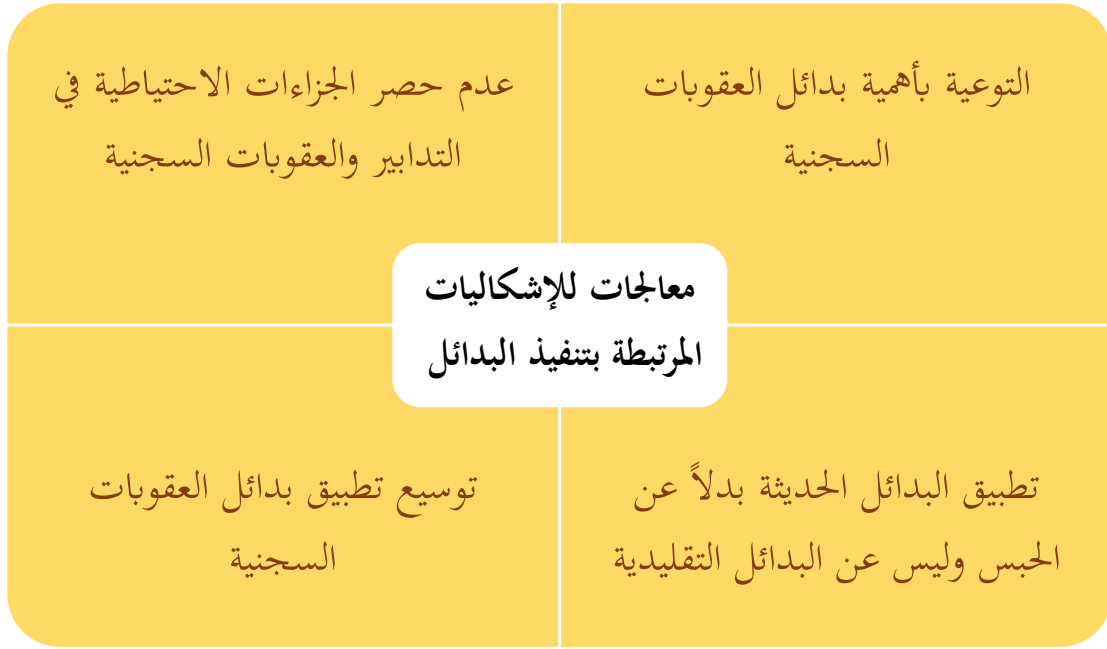 التوعية بأهمية بدائل العقوبات
السجنية
عدم حصر الجزاءات الاحتياطية في
التدابير والعقوبات السجنية
معالجات للإشكاليات
المرتبطة بتنفيذ البدائل
تطبيق البدائل الحديثة بدلاً عن
الحبس وليس عن البدائل التقليدية
توسيع تطبيق بدائل العقوبات
السجنية